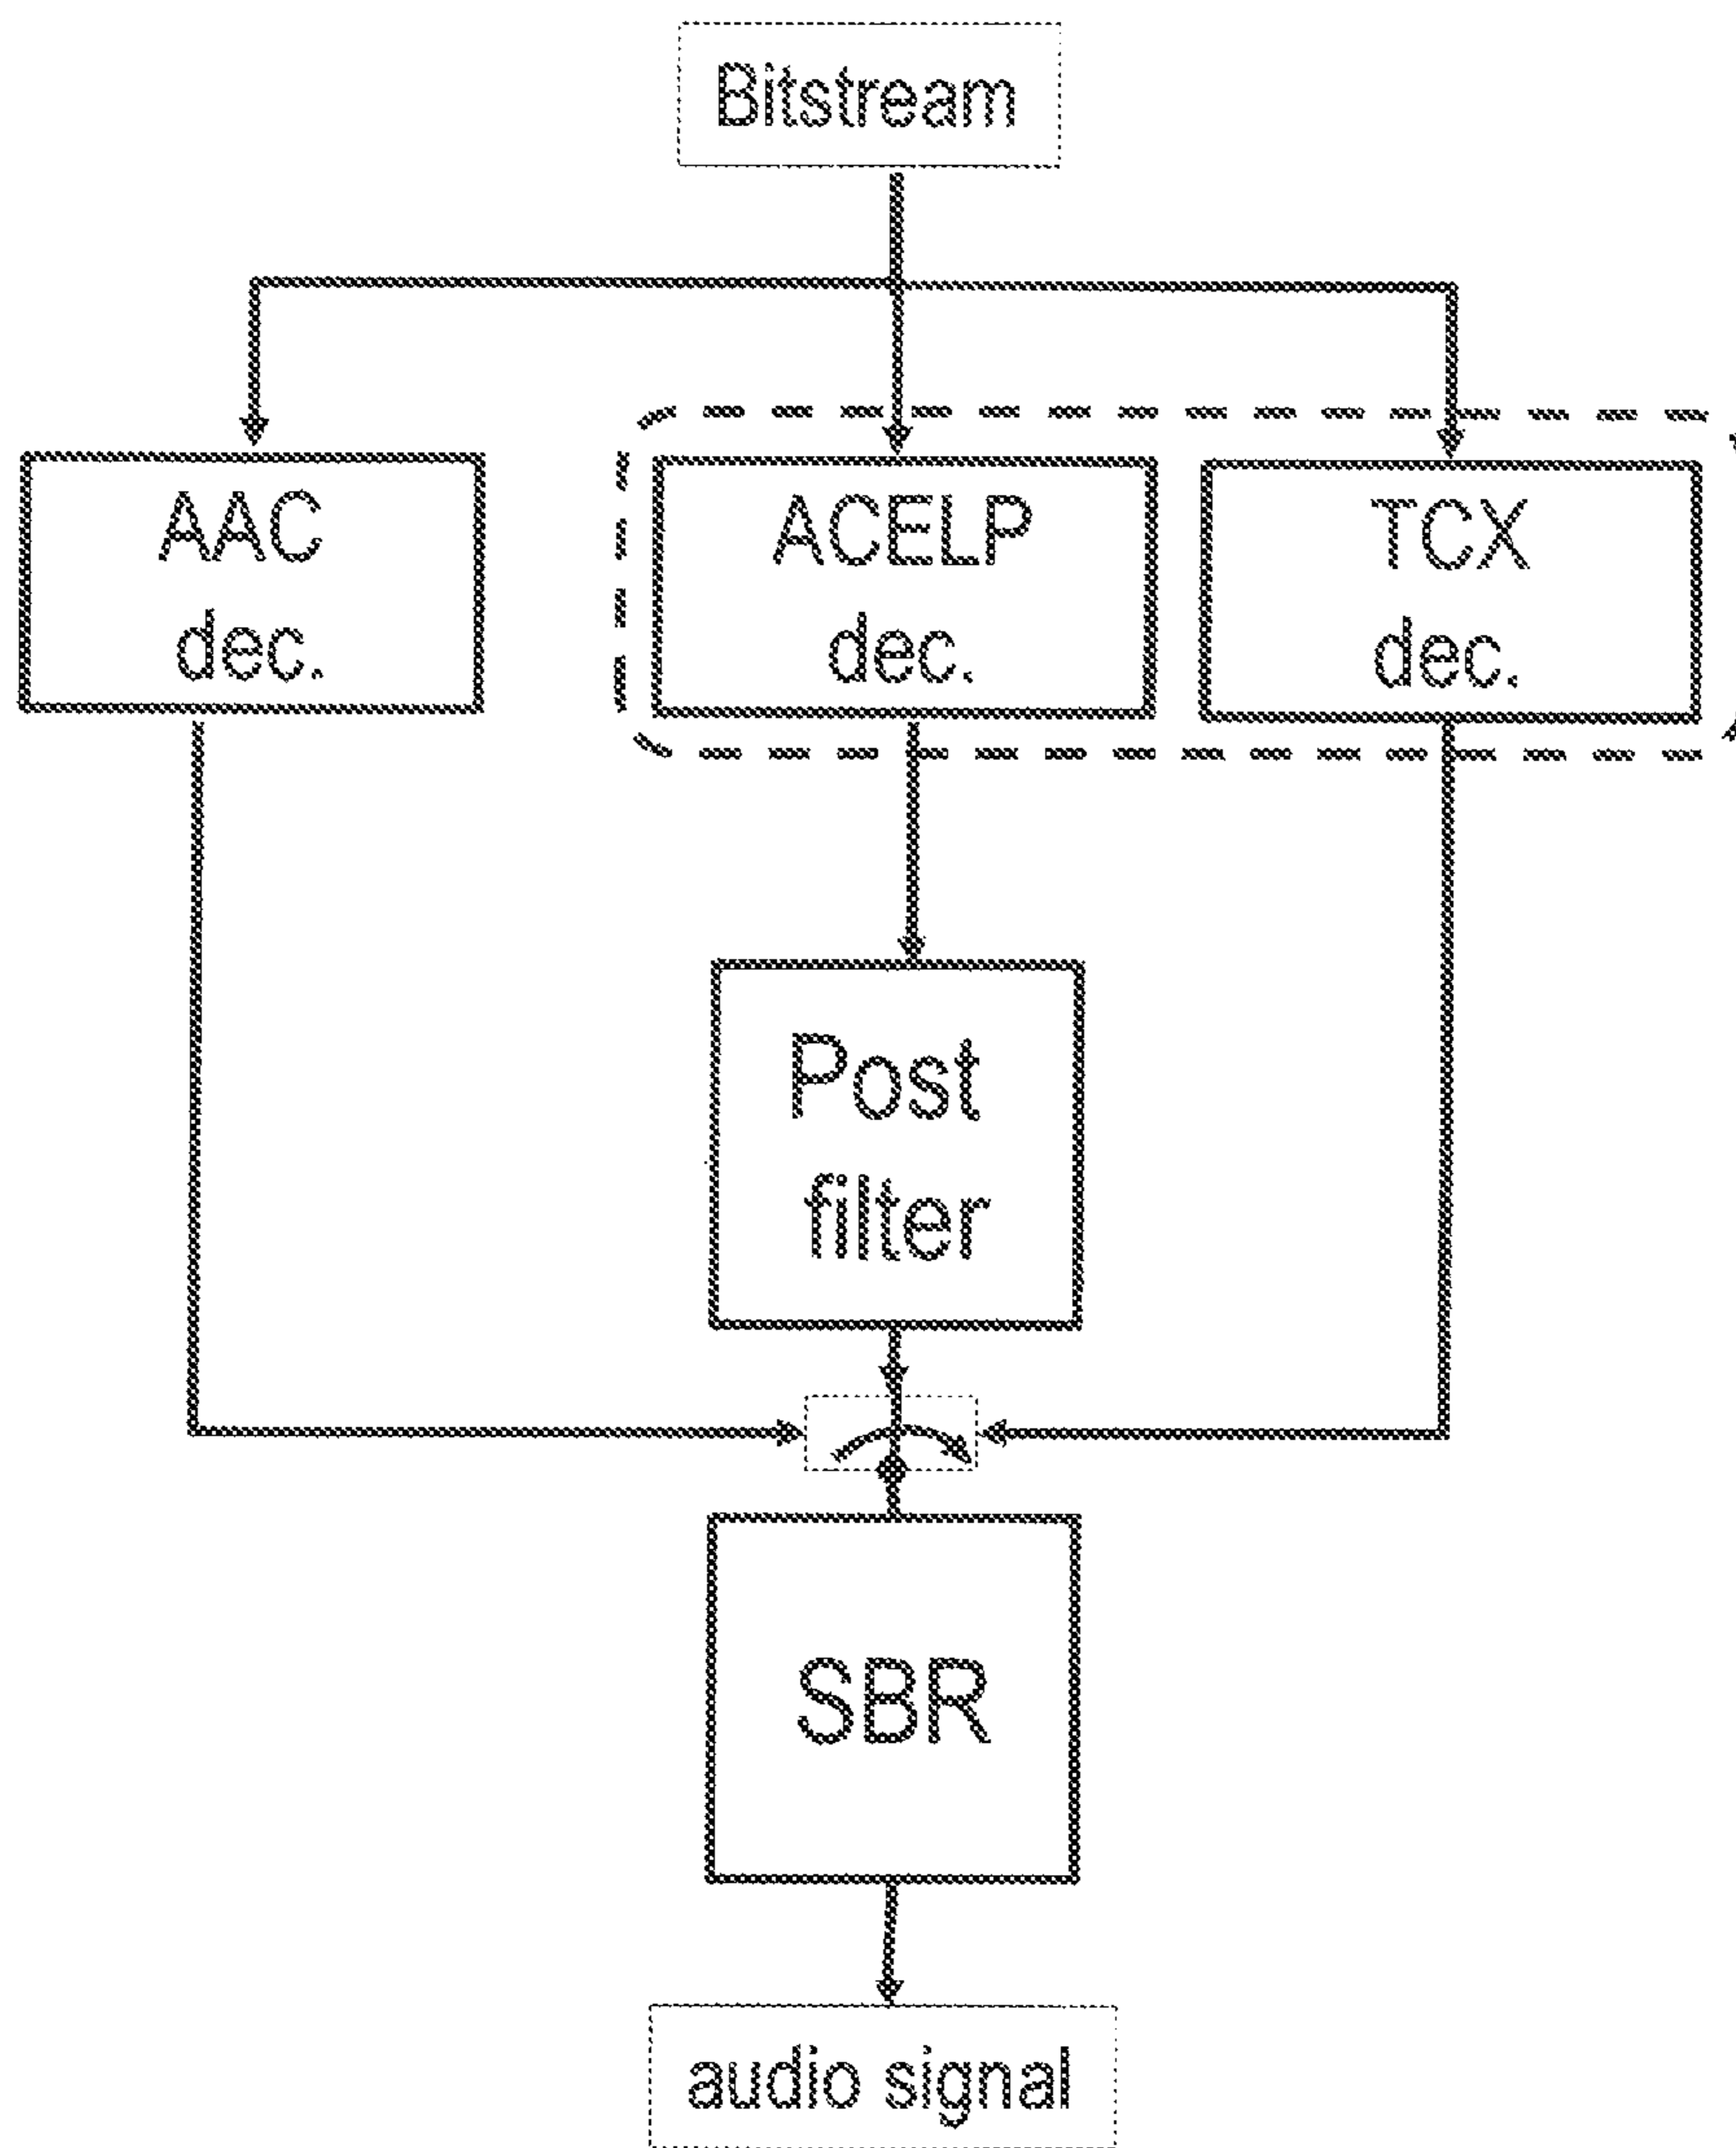 Bitstream
AAC
dec.
ACELP
dec.
TCX
dec.
Post
filter
SBR
audio signal